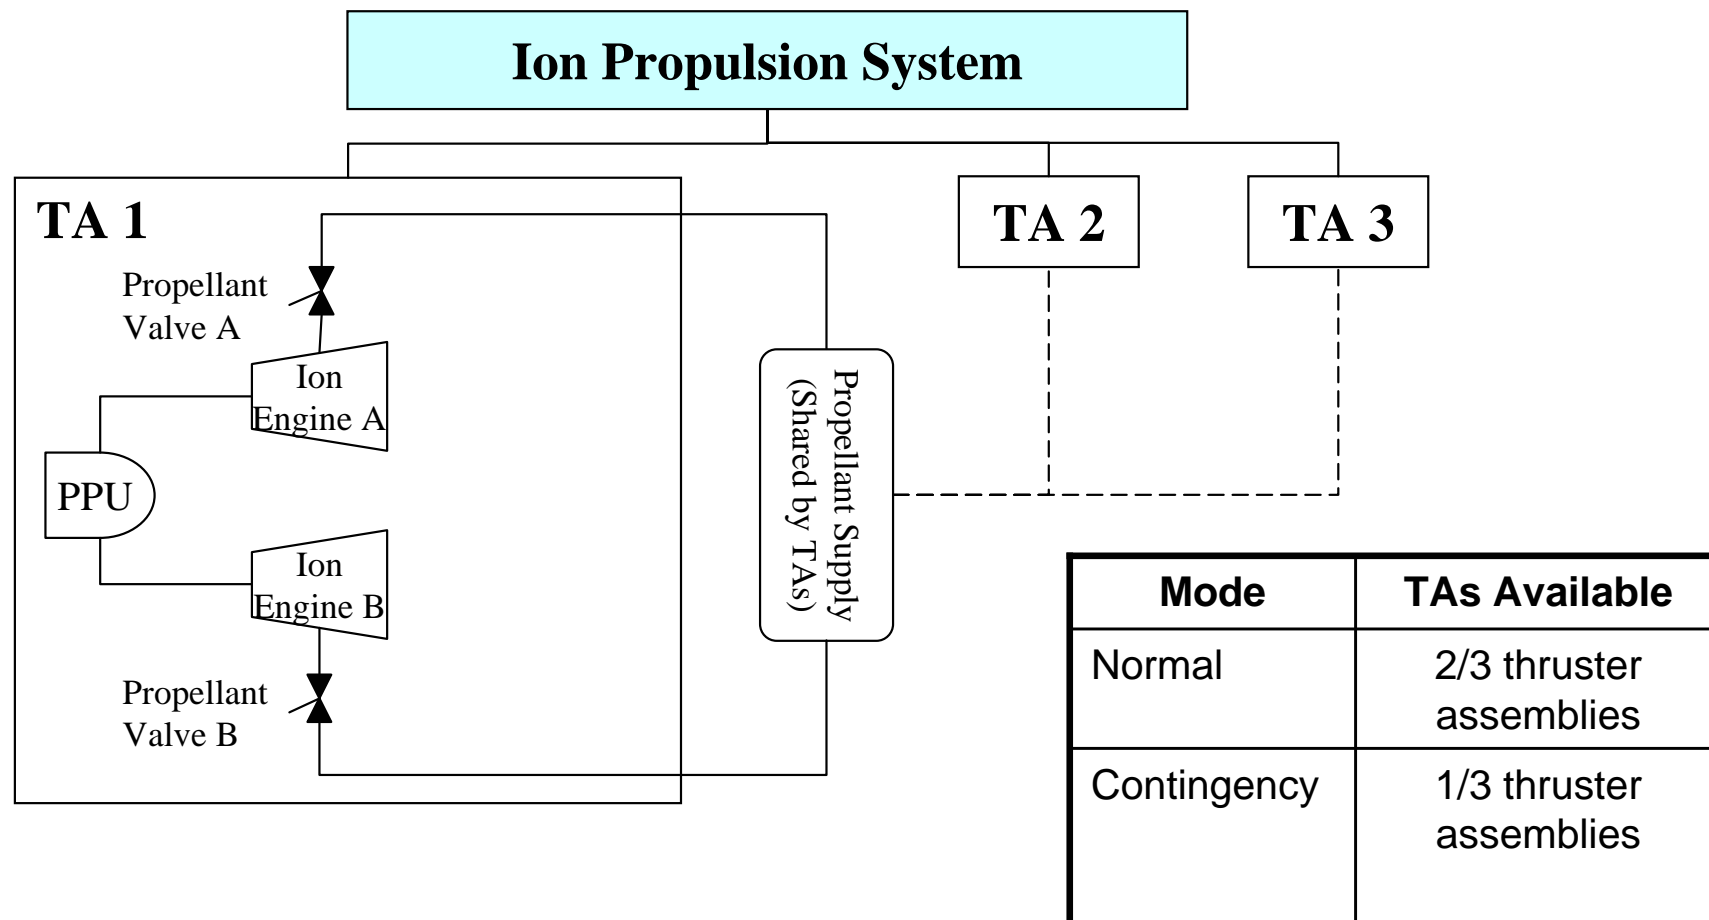 Ion Propulsion System
TA 1
TA 2
TA 3
Propellant
Valve A
Ion
Engine A
PPU
Ion
Engine B
Propellant
Valve B
Propellant Supply
(Shared by TAs)
Mode
TAs Available
Normal
2/3 thruster
assemblies
Contingency
1/3 thruster
assemblies